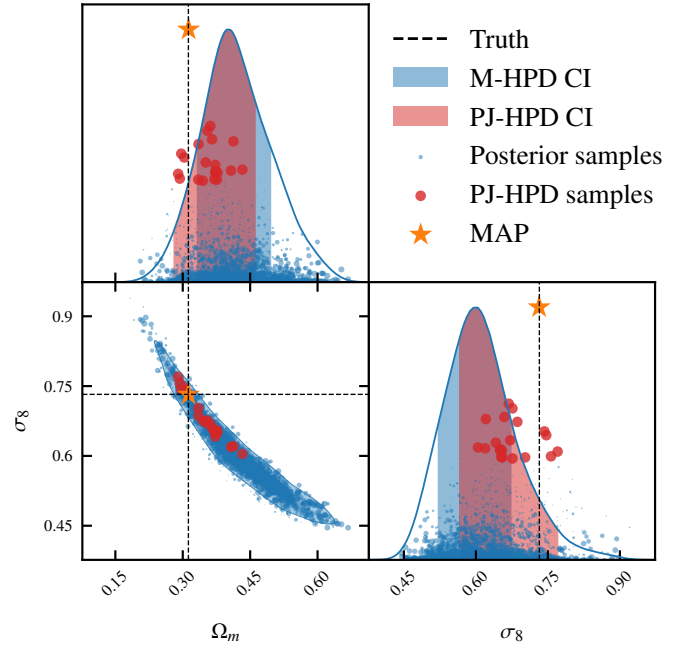 Truth
M-HPD CI
PJ-HPD CI
Posterior samples
PJ-HPD samples
MAP
0.9
0.75
0.6
0.45
σ₈
0.15
0.30
0.45
0.60
0.45
0.60
0.75
0.90
Ωₘ
σ₈